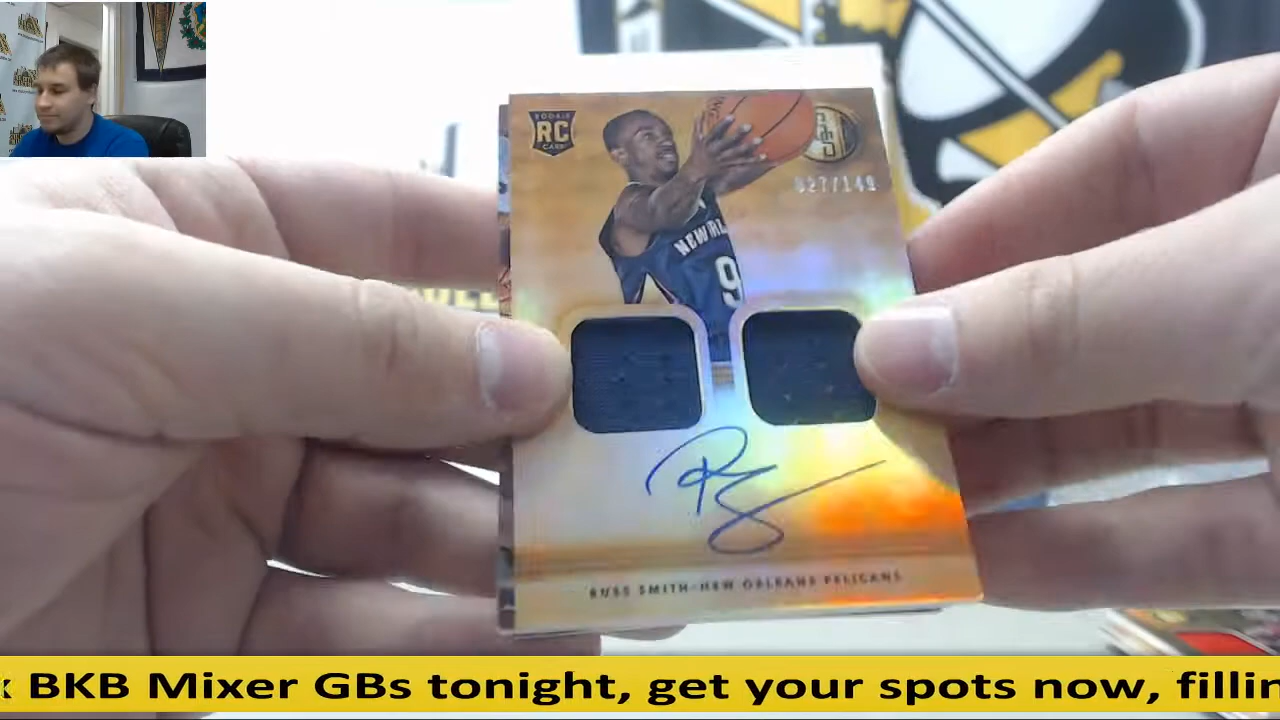 ROOKIE
RC
CARD
027/149
NEW
9
RUSS SMITH-NEW ORLEANS PELICANS
BKB Mixer GBs tonight, get your spots now, fillin